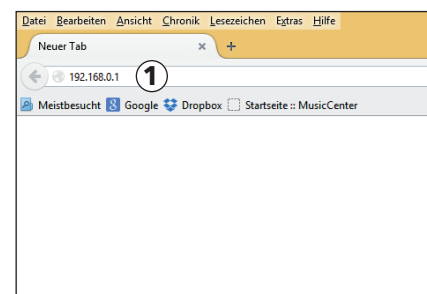 Datei Bearbeiten Ansicht Chronik Lesezeichen Extras Hilfe
Neuer Tab × +
192.168.0.1 1
Meistbesucht 8 Google Dropbox Startseite :: MusicCenter